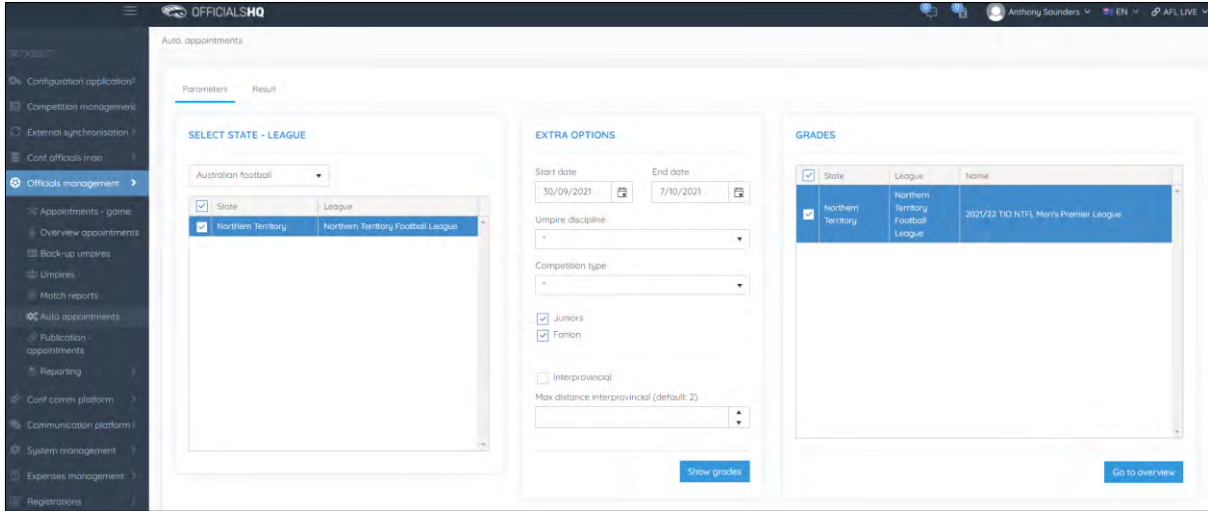 OFFICIALSHQ
Anthony Saunders
EN
AFL LIVE
Auto. appointments
Configuration application
Competition management
External synchronisation
Conf officials man
Officials management
Appointments - game
Overview appointments
Back-up umpires
Umpires
Match reports
Auto appointments
Publication -
appointments
Reporting
Conf comm platform
Communication platform
System management
Expenses management
Registrations
Parameters Result
SELECT STATE - LEAGUE
Australian football
State League
Northern Territory Northern Territory Football League
EXTRA OPTIONS
Start date End date
30/09/2021 7/10/2021
Umpire discipline
Competition type
Juniors
Fanion
Interprovincial
Max distance interprovincial (default: 2)
Show grades
GRADES
State League Name
Northern
Territory
Northern
Territory
Football
League
2021/22 TIO NTFL Men's Premier League
Go to overview